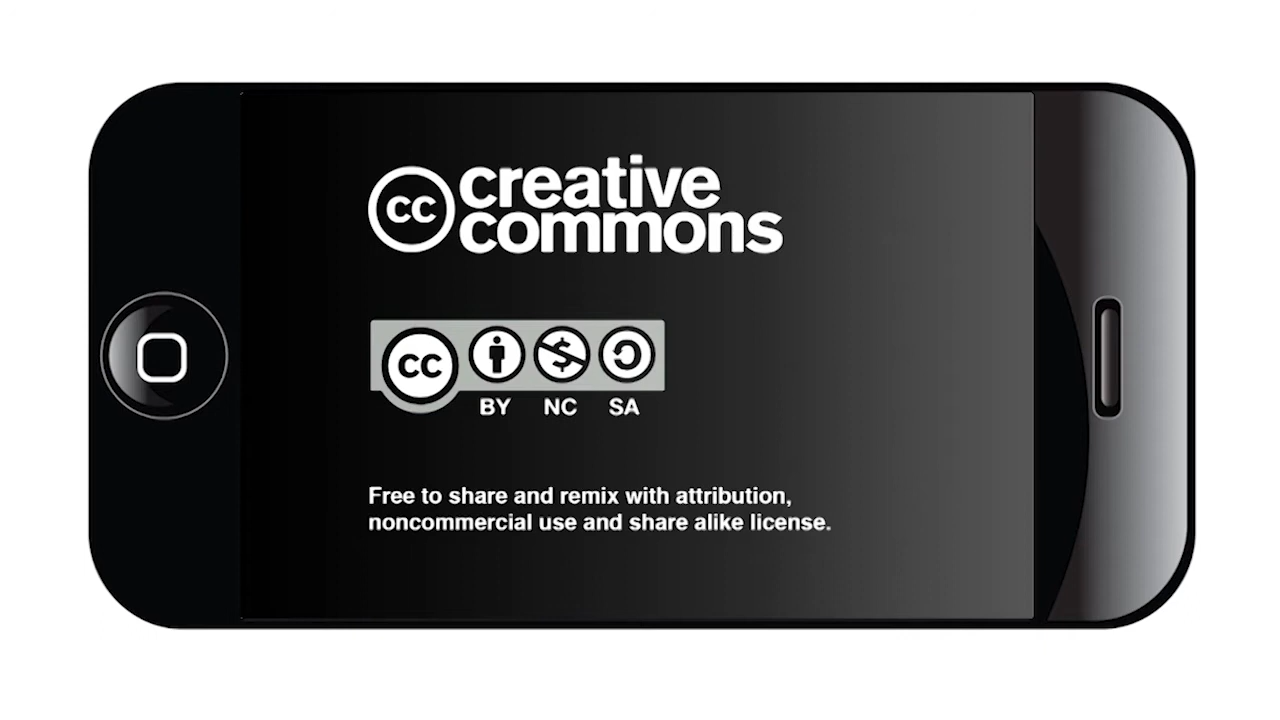 cc creative
commons
cc
BY NC SA
Free to share and remix with attribution,
noncommercial use and share alike license.